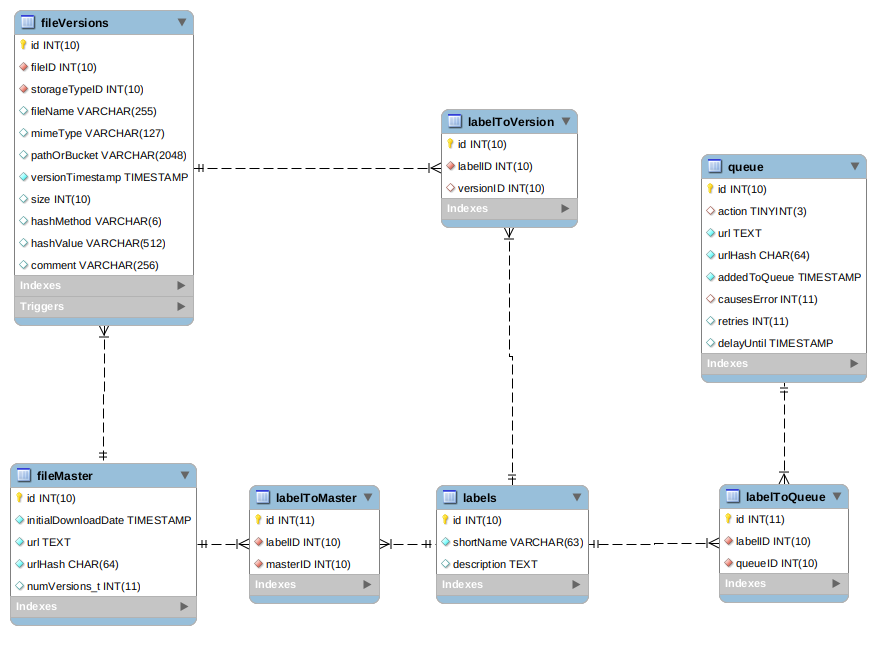 fileVersions
id INT(10)
fileID INT(10)
storageTypeID INT(10)
fileName VARCHAR(255)
mimeType VARCHAR(127)
pathOrBucket VARCHAR(2048)
versionTimestamp TIMESTAMP
size INT(10)
hashMethod VARCHAR(6)
hashValue VARCHAR(512)
comment VARCHAR(256)
Indexes
Triggers
labelToVersion
id INT(10)
labelID INT(10)
versionID INT(10)
Indexes
queue
id INT(10)
action TINYINT(3)
url TEXT
urlHash CHAR(64)
addedToQueue TIMESTAMP
causesError INT(11)
retries INT(11)
delayUntil TIMESTAMP
Indexes
fileMaster
id INT(10)
initialDownloadDate TIMESTAMP
url TEXT
urlHash CHAR(64)
numVersions_t INT(11)
Indexes
labelToMaster
id INT(11)
labelID INT(10)
masterID INT(10)
Indexes
labels
id INT(10)
shortName VARCHAR(63)
description TEXT
Indexes
labelToQueue
id INT(11)
labelID INT(10)
queueID INT(10)
Indexes